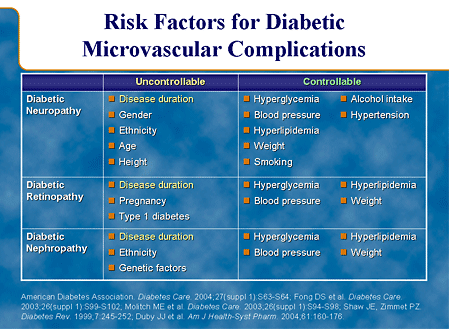 Risk Factors for Diabetic
Microvascular Complications
Uncontrollable Controllable
Diabetic
Neuropathy
Disease duration
Gender
Ethnicity
Age
Height
Hyperglycemia
Blood pressure
Hyperlipidemia
Weight
Smoking
Alcohol intake
Hypertension
Diabetic
Retinopathy
Disease duration
Pregnancy
Type 1 diabetes
Hyperglycemia
Blood pressure
Hyperlipidemia
Weight
Diabetic
Nephropathy
Disease duration
Ethnicity
Genetic factors
Hyperglycemia
Blood pressure
Hyperlipidemia
Weight
American Diabetes Association. Diabetes Care. 2004;27(suppl 1):S63-S64; Fong DS et al. Diabetes Care.
2003;26(suppl 1):S99-S102; Molitch ME et al. Diabetes Care. 2003;26(suppl 1):S94-S98; Shaw JE, Zimmet PZ.
Diabetes Rev. 1999;7:245-252; Duby JJ et al. Am J Health-Syst Pharm. 2004;61:160-176.